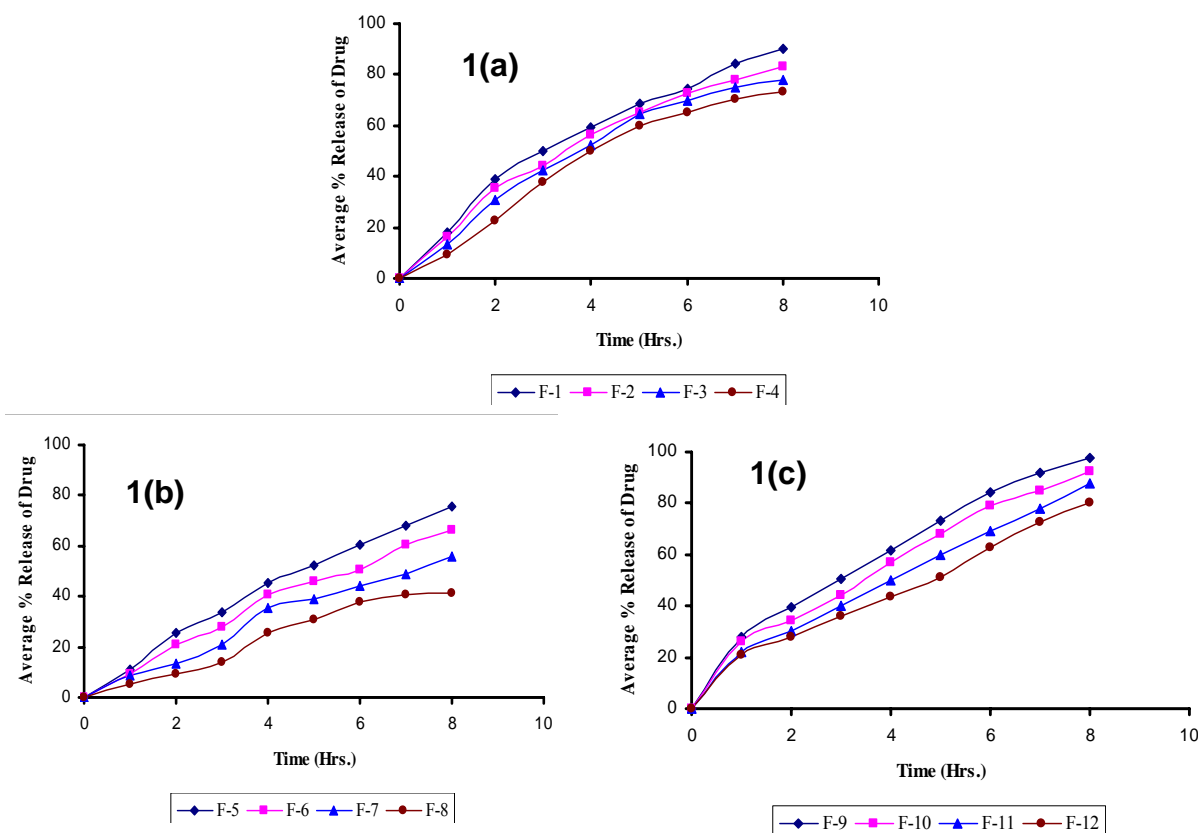 1(a)
Average % Release of Drug
100
80
60
40
20
0
0 2 4 6 8 10
Time (Hrs.)
F-1 F-2 F-3 F-4
1(b)
Average % Release of Drug
100
80
60
40
20
0
0 2 4 6 8 10
Time (Hrs.)
F-5 F-6 F-7 F-8
1(c)
Average % Release of Drug
100
80
60
40
20
0
0 2 4 6 8 10
Time (Hrs.)
F-9 F-10 F-11 F-12